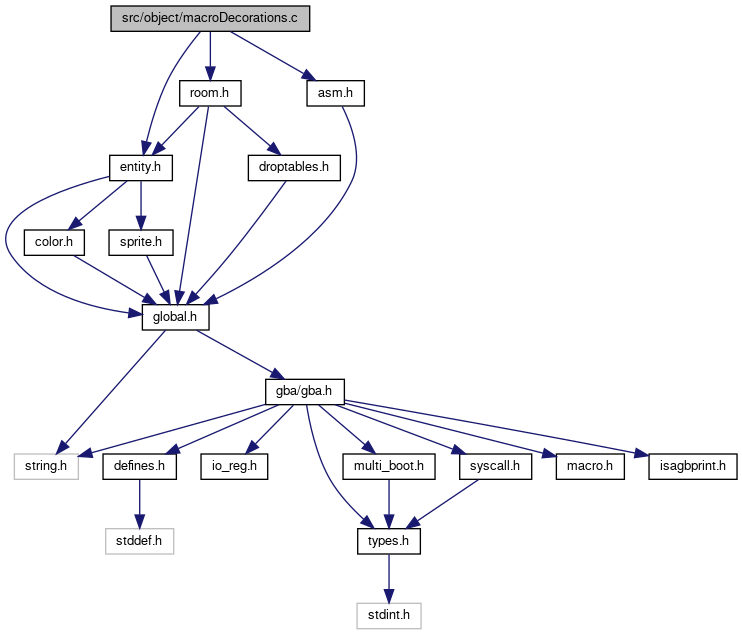 src/object/macroDecorations.c
room.h
asm.h
entity.h
droptables.h
color.h
sprite.h
global.h
gba/gba.h
string.h
defines.h
io_reg.h
multi_boot.h
syscall.h
macro.h
isagbprint.h
stddef.h
types.h
stdint.h